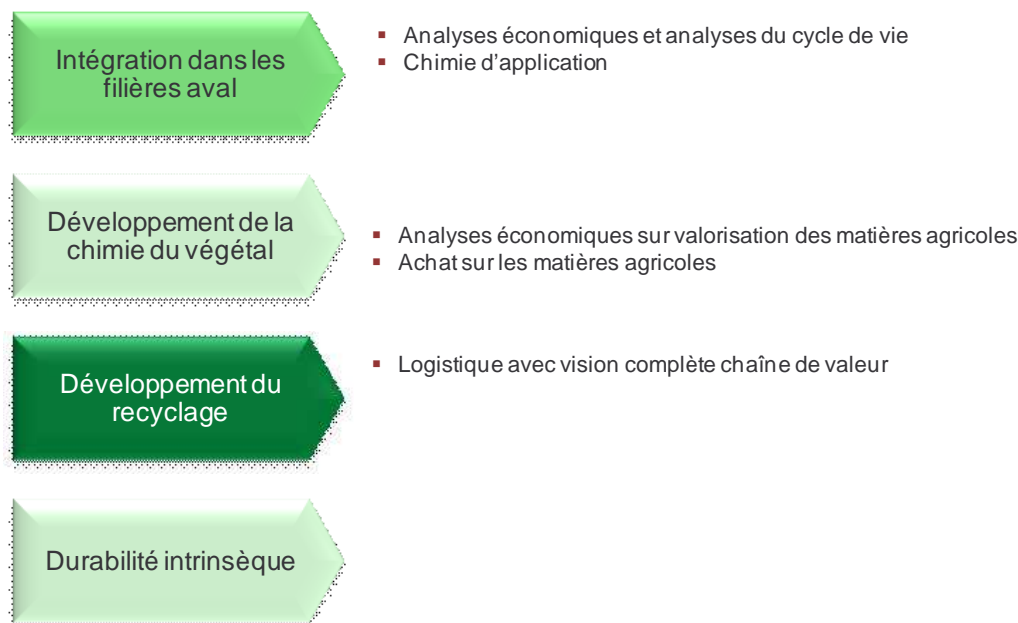 Intégration dans les
filières aval
▪ Analyses économiques et analyses du cycle de vie
▪ Chimie d'application
Développement de la
chimie du végétal
▪ Analyses économiques sur valorisation des matières agricoles
▪ Achat sur les matières agricoles
Développement du
recyclage
▪ Logistique avec vision complète chaîne de valeur
Durabilité intrinsèque